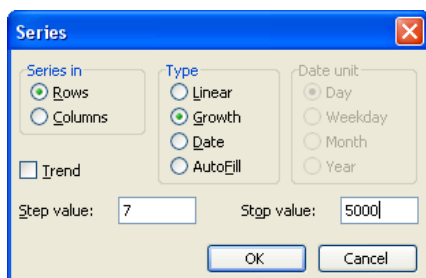 Series
Series in Type Date unit
Rows Linear Day
Columns Growth Weekday
Date Month
Trend AutoFill Year
Step value: 7 Stop value: 5000
OK Cancel